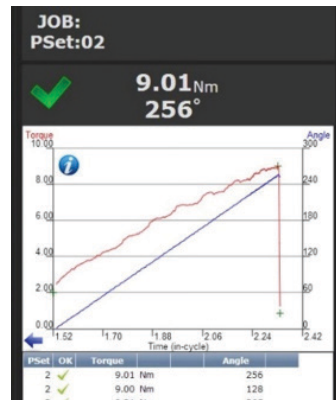 JOB:
PSet:02
9.01Nm
256°
Torque Angle
10.00 300
8.00 240
6.00 180
4.00 120
2.00 60
0.00 0
1.52 1.70 1.88 2.06 2.24 2.42
Time (in-cycle)
PSet OK Torque Angle
2 9.01 Nm 256
2 9.00 Nm 128